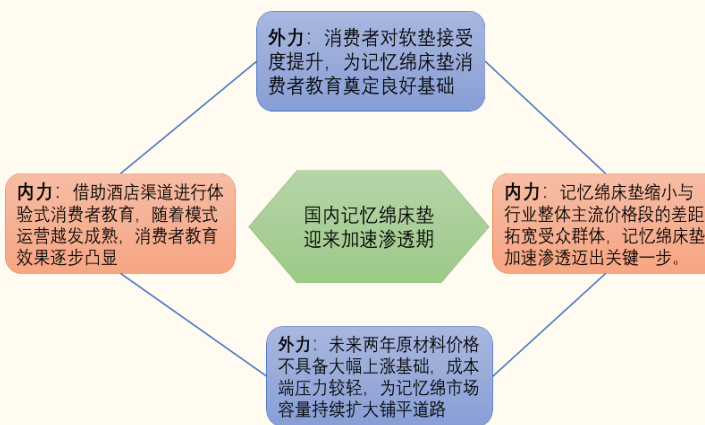 外力：消费者对软垫接受
度提升，为记忆绵床垫消
费者教育奠定良好基础
内力：借助酒店渠道进行体
验式消费者教育，随着模式
运营越发成熟，消费者教育
效果逐步凸显
国内记忆绵床垫
迎来加速渗透期
内力：记忆绵床垫缩小与
行业整体主流价格段的差距
拓宽受众群体，记忆绵床垫
加速渗透迈出关键一步。
外力：未来两年原材料价格
不具备大幅上涨基础，成本
端压力较轻，为记忆绵市场
容量持续扩大铺平道路